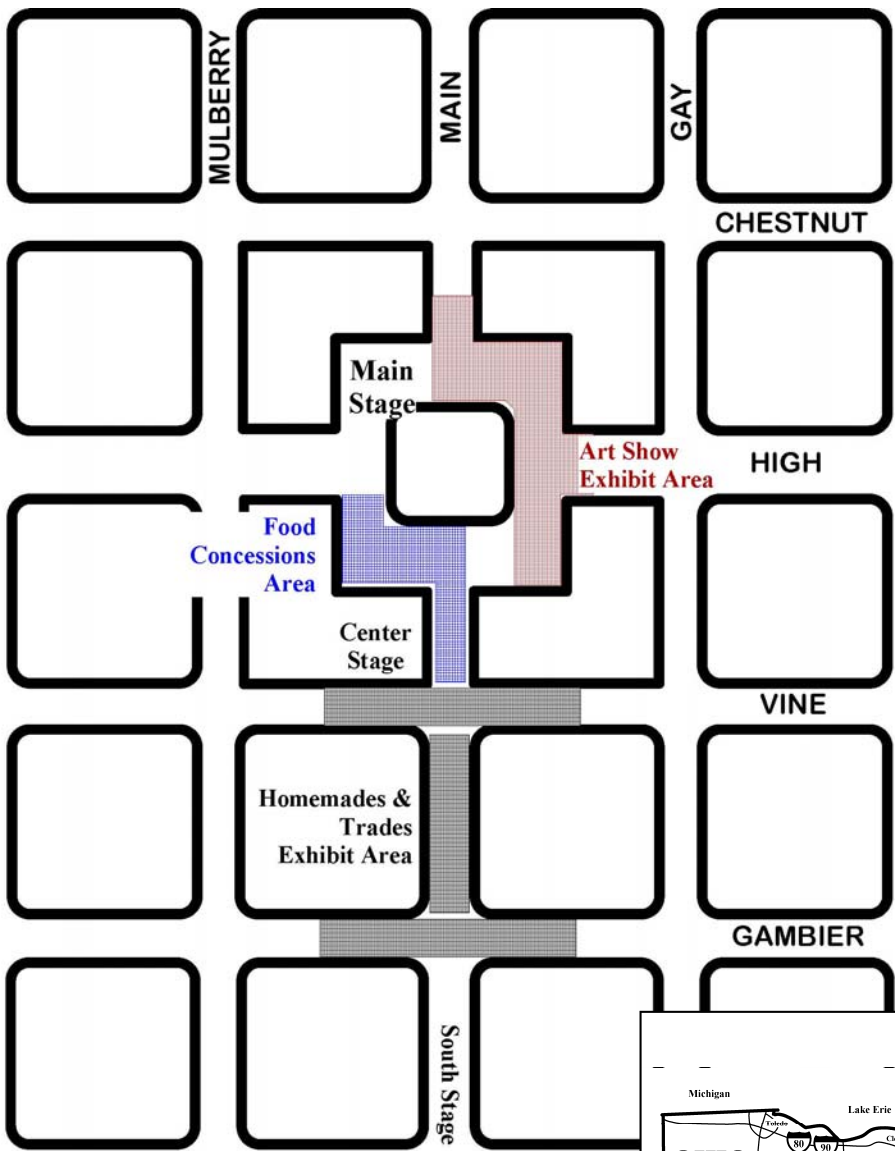 MULBERRY
MAIN
GAY
CHESTNUT
Main
Stage
Art Show
Exhibit Area
HIGH
Food
Concessions
Area
Center
Stage
VINE
Homemades &
Trades
Exhibit Area
GAMBIER
South Stage
Michigan
Lake Erie
Toledo
80
90